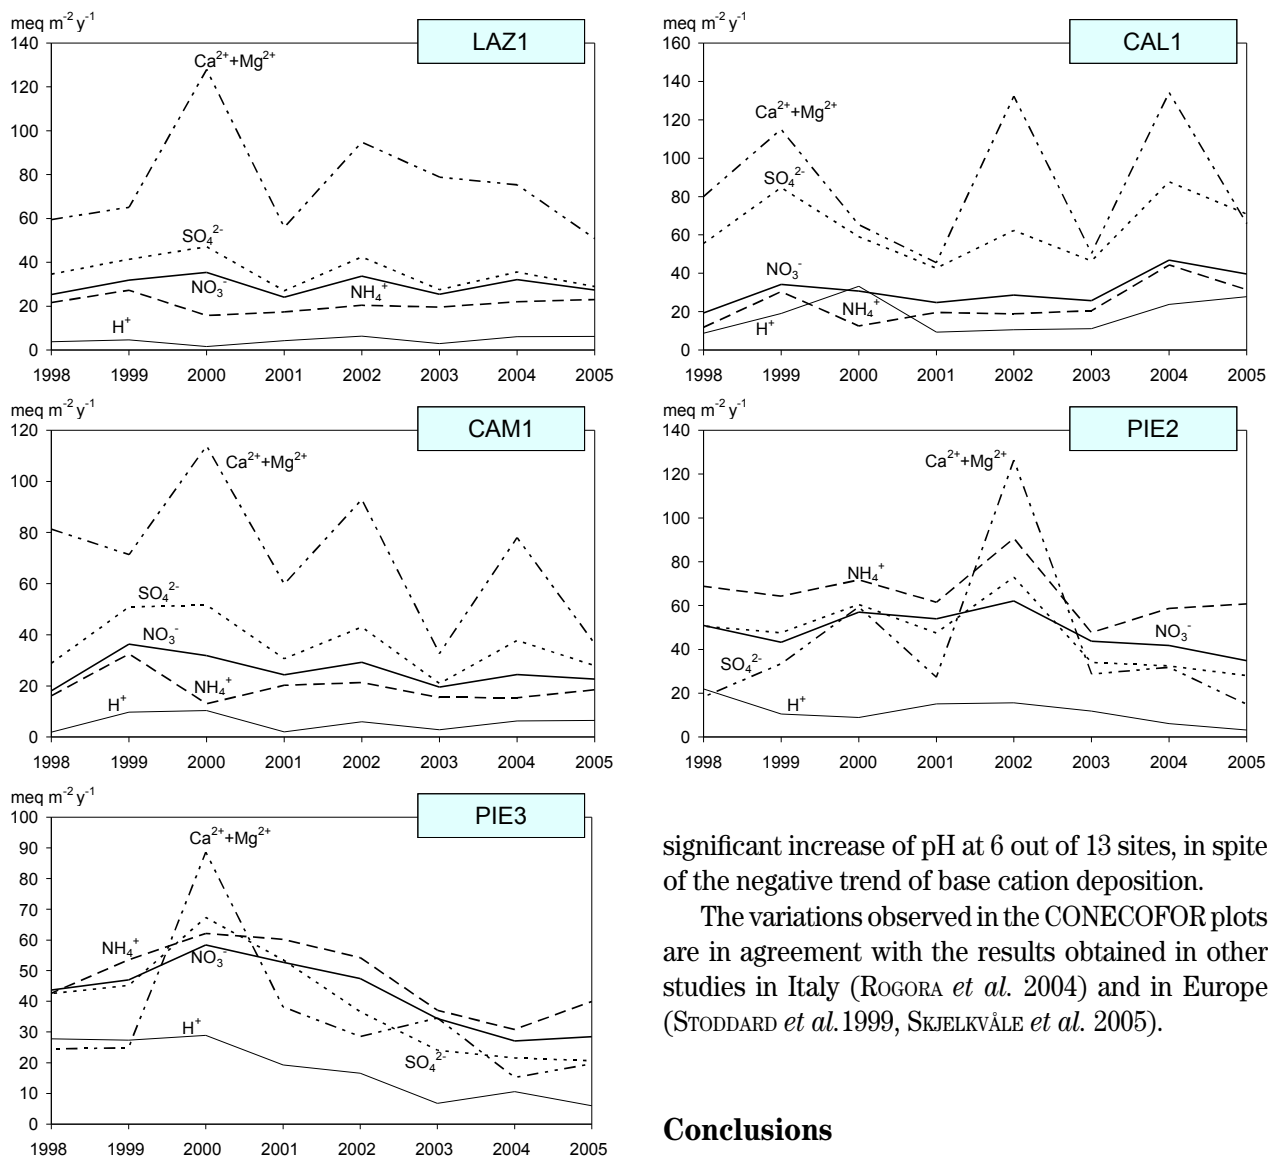 meq m⁻² y⁻¹
LAZ1
140
120
100
80
60
40
20
0
Ca²⁺+Mg²⁺
SO₄²⁻
NO₃⁻
NH₄⁺
H⁺
1998 1999 2000 2001 2002 2003 2004 2005
meq m⁻² y⁻¹
CAL1
160
140
120
100
80
60
40
20
0
Ca²⁺+Mg²⁺
SO₄²⁻
NO₃⁻
NH₄⁺
H⁺
1998 1999 2000 2001 2002 2003 2004 2005
meq m⁻² y⁻¹
CAM1
120
100
80
60
40
20
0
Ca²⁺+Mg²⁺
SO₄²⁻
NO₃⁻
NH₄⁺
H⁺
1998 1999 2000 2001 2002 2003 2004 2005
meq m⁻² y⁻¹
PIE2
140
120
100
80
60
40
20
0
Ca²⁺+Mg²⁺
NH₄⁺
NO₃⁻
SO₄²⁻
H⁺
1998 1999 2000 2001 2002 2003 2004 2005
meq m⁻² y⁻¹
PIE3
100
90
80
70
60
50
40
30
20
10
0
Ca²⁺+Mg²⁺
NH₄⁺
NO₃⁻
H⁺
SO₄²⁻
1998 1999 2000 2001 2002 2003 2004 2005
significant increase of pH at 6 out of 13 sites, in spite
of the negative trend of base cation deposition.
The variations observed in the CONECOFOR plots
are in agreement with the results obtained in other
studies in Italy (ROGORA et al. 2004) and in Europe
(STODDARD et al.1999, SKJELKVÅLE et al. 2005).
Conclusions